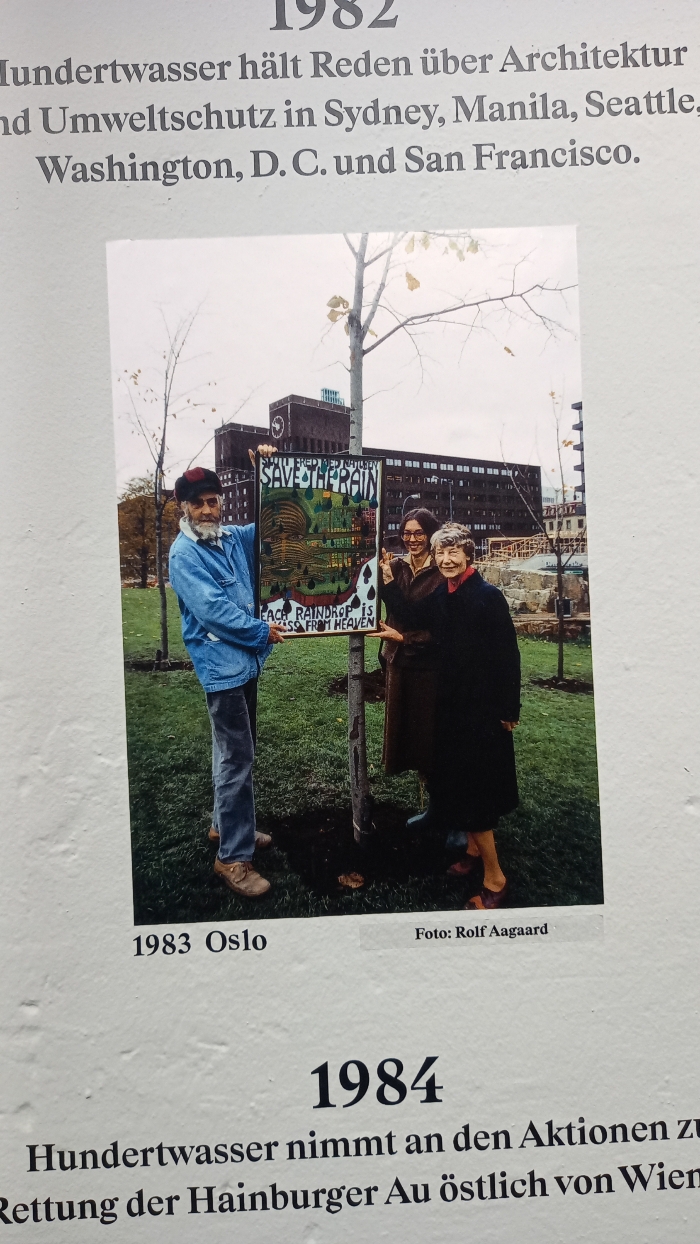 1982
Hundertwasser hält Reden über Architektur
nd Umweltschutz in Sydney, Manila, Seattle,
Washington, D. C. und San Francisco.
SAVE THE RAIN
EACH RAINDROP IS
FROM HEAVEN
1983 Oslo
Foto: Rolf Aagaard
1984
Hundertwasser nimmt an den Aktionen zu
Rettung der Hainburger Au östlich von Wien